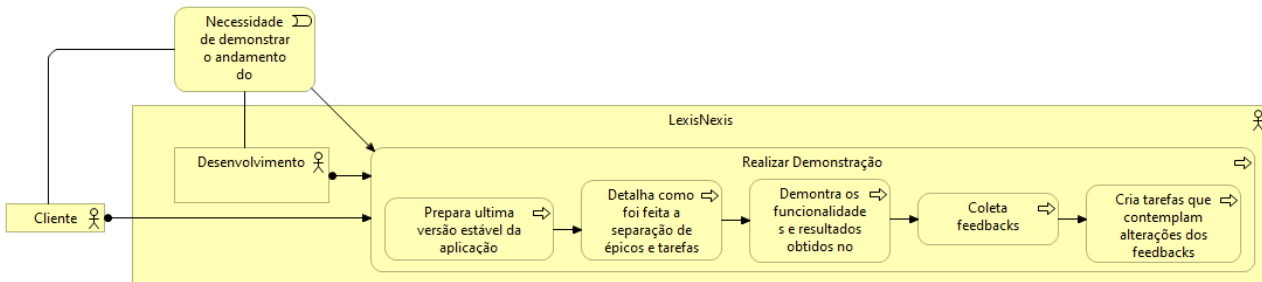 Necessidade
de demonstrar
o andamento
do
LexisNexis
Desenvolvimento
Realizar Demonstração
Cliente
Prepara ultima
versão estável da
aplicação
Detalha como
foi feita a
separação de
épicos e tarefas
Demontra os
funcionalidade
s e resultados
obtidos no
Coleta
feedbacks
Cria tarefas que
contemplam
alterações dos
feedbacks